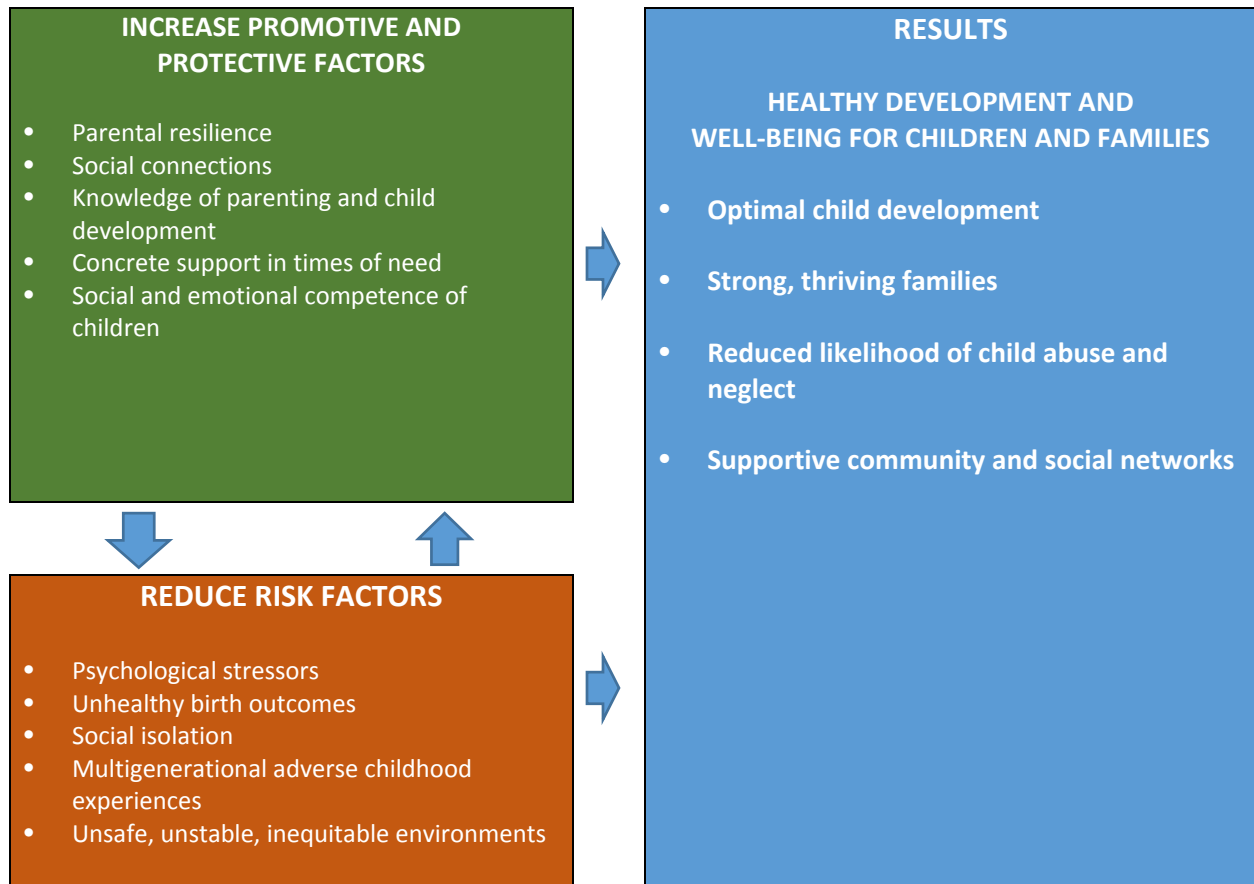 INCREASE PROMOTIVE AND
PROTECTIVE FACTORS
• Parental resilience
• Social connections
• Knowledge of parenting and child
development
• Concrete support in times of need
• Social and emotional competence of
children
REDUCE RISK FACTORS
• Psychological stressors
• Unhealthy birth outcomes
• Social isolation
• Multigenerational adverse childhood
experiences
• Unsafe, unstable, inequitable environments
RESULTS
HEALTHY DEVELOPMENT AND
WELL-BEING FOR CHILDREN AND FAMILIES
• Optimal child development
• Strong, thriving families
• Reduced likelihood of child abuse and
neglect
• Supportive community and social networks